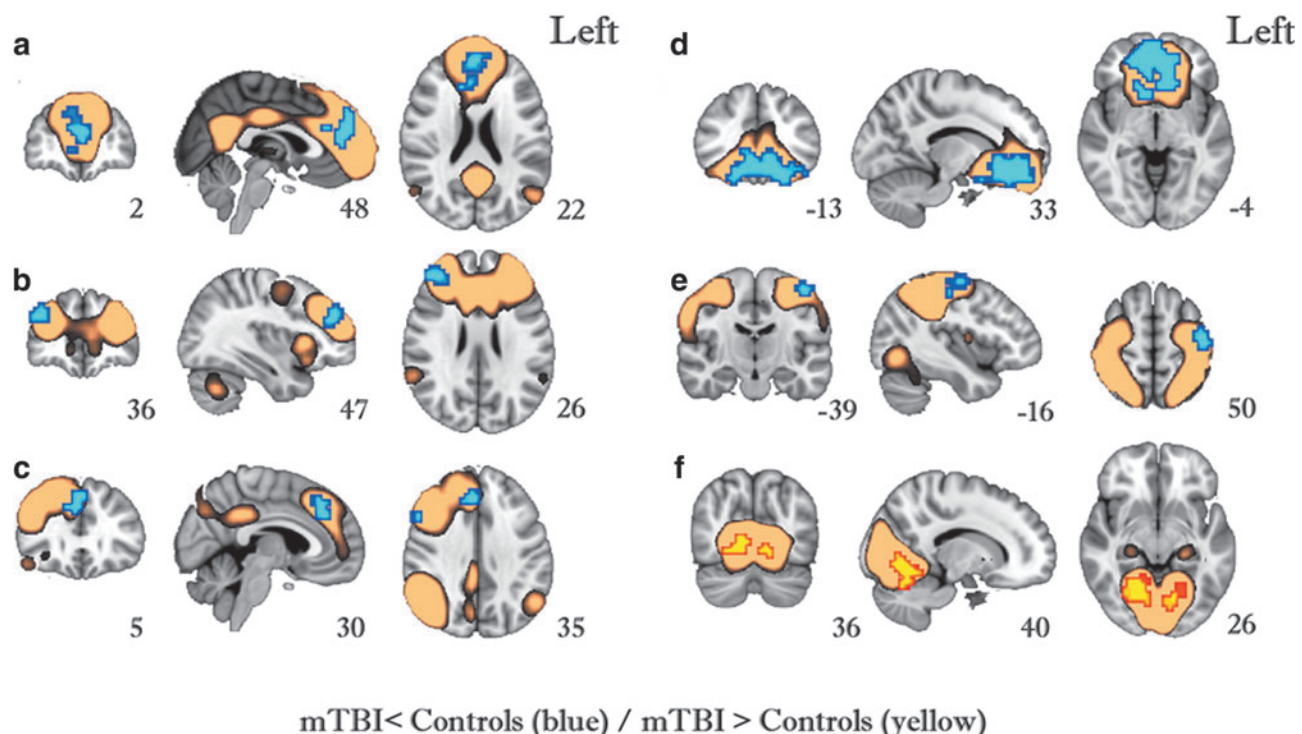 a
Left
2
48
22
b
36
47
26
c
5
30
35
d
Left
-13
33
-4
e
-39
-16
50
f
36
40
26
mTBI< Controls (blue) / mTBI > Controls (yellow)